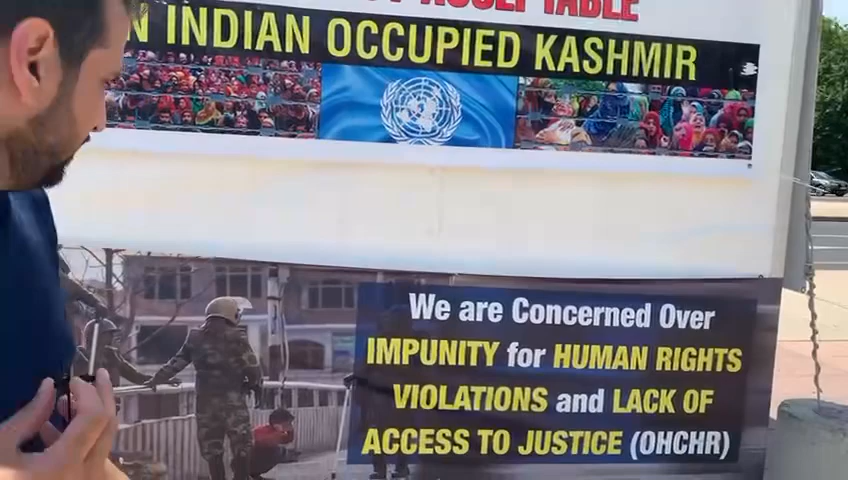 ACCEPTABLE
INDIAN OCCUPIED KASHMIR
We are Concerned Over
IMPUNITY for HUMAN RIGHTS
VIOLATIONS and LACK OF
ACCESS TO JUSTICE (OHCHR)